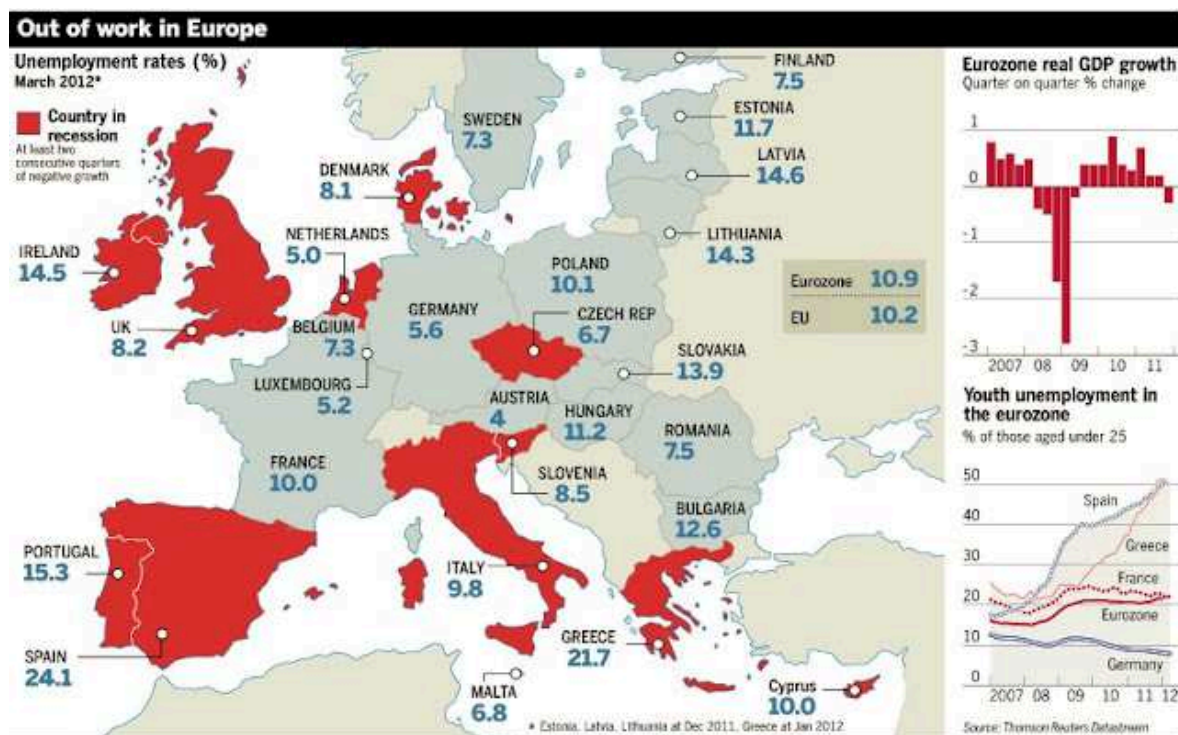 Out of work in Europe
Unemployment rates (%)
March 2012*
Country in
recession
At least two
consecutive quarters
of negative growth
FINLAND
7.5
SWEDEN
7.3
ESTONIA
11.7
DENMARK
8.1
LATVIA
14.6
NETHERLANDS
5.0
IRELAND
14.5
LITHUANIA
14.3
POLAND
10.1
Eurozone 10.9
EU 10.2
GERMANY
5.6
CZECH REP
6.7
UK
8.2
BELGIUM
7.3
SLOVAKIA
13.9
LUXEMBOURG
5.2
AUSTRIA
4
HUNGARY
11.2
ROMANIA
7.5
FRANCE
10.0
SLOVENIA
8.5
BULGARIA
12.6
PORTUGAL
15.3
ITALY
9.8
GREECE
21.7
SPAIN
24.1
MALTA
6.8
Cyprus
10.0
* Estonia, Latvia, Lithuania at Dec 2011, Greece at Jan 2012
Eurozone real GDP growth
Quarter on quarter % change
1
0
-1
-2
-3
2007 08 09 10 11
Youth unemployment in
the eurozone
% of those aged under 25
50
40
30
20
10
0
Spain
Greece
France
Eurozone
Germany
2007 08 09 10 11 12
Source: Thomson Reuters Datastream